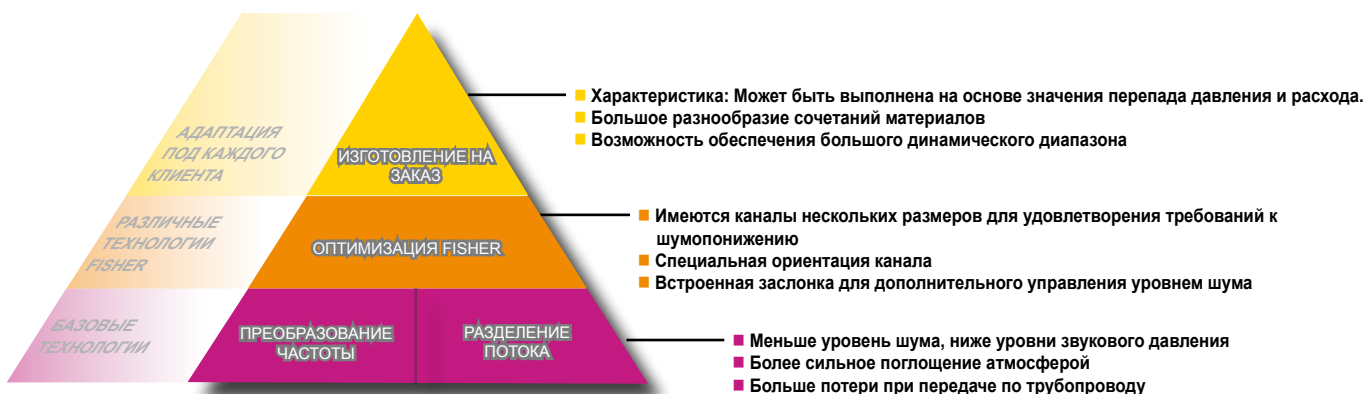 АДАПТАЦИЯ
ПОД КАЖДОГО
КЛИЕНТА
ИЗГОТОВЛЕНИЕ НА
ЗАКАЗ
Характеристика: Может быть выполнена на основе значения перепада давления и расхода.
Большое разнообразие сочетаний материалов
Возможность обеспечения большого динамического диапазона
РАЗЛИЧНЫЕ
ТЕХНОЛОГИИ
FISHER
ОПТИМИЗАЦИЯ FISHER
Имеются каналы нескольких размеров для удовлетворения требований к
шумопонижению
Специальная ориентация канала
Встроенная заслонка для дополнительного управления уровнем шума
БАЗОВЫЕ
ТЕХНОЛОГИИ
ПРЕОБРАЗОВАНИЕ
ЧАСТОТЫ
РАЗДЕЛЕНИЕ
ПОТОКА
Меньше уровень шума, ниже уровни звукового давления
Более сильное поглощение атмосферой
Больше потери при передаче по трубопроводу